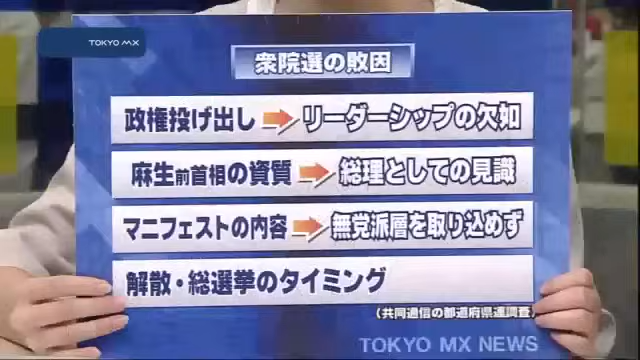 TOKYO MX
衆院選の敗因
政権投げ出し➡リーダーシップの欠如
麻生前首相の資質➡総理としての見識
マニフェストの内容➡無党派層を取り込めず
解散・総選挙のタイミング
(共同通信の都道府県連調査)
TOKYO MX NEWS